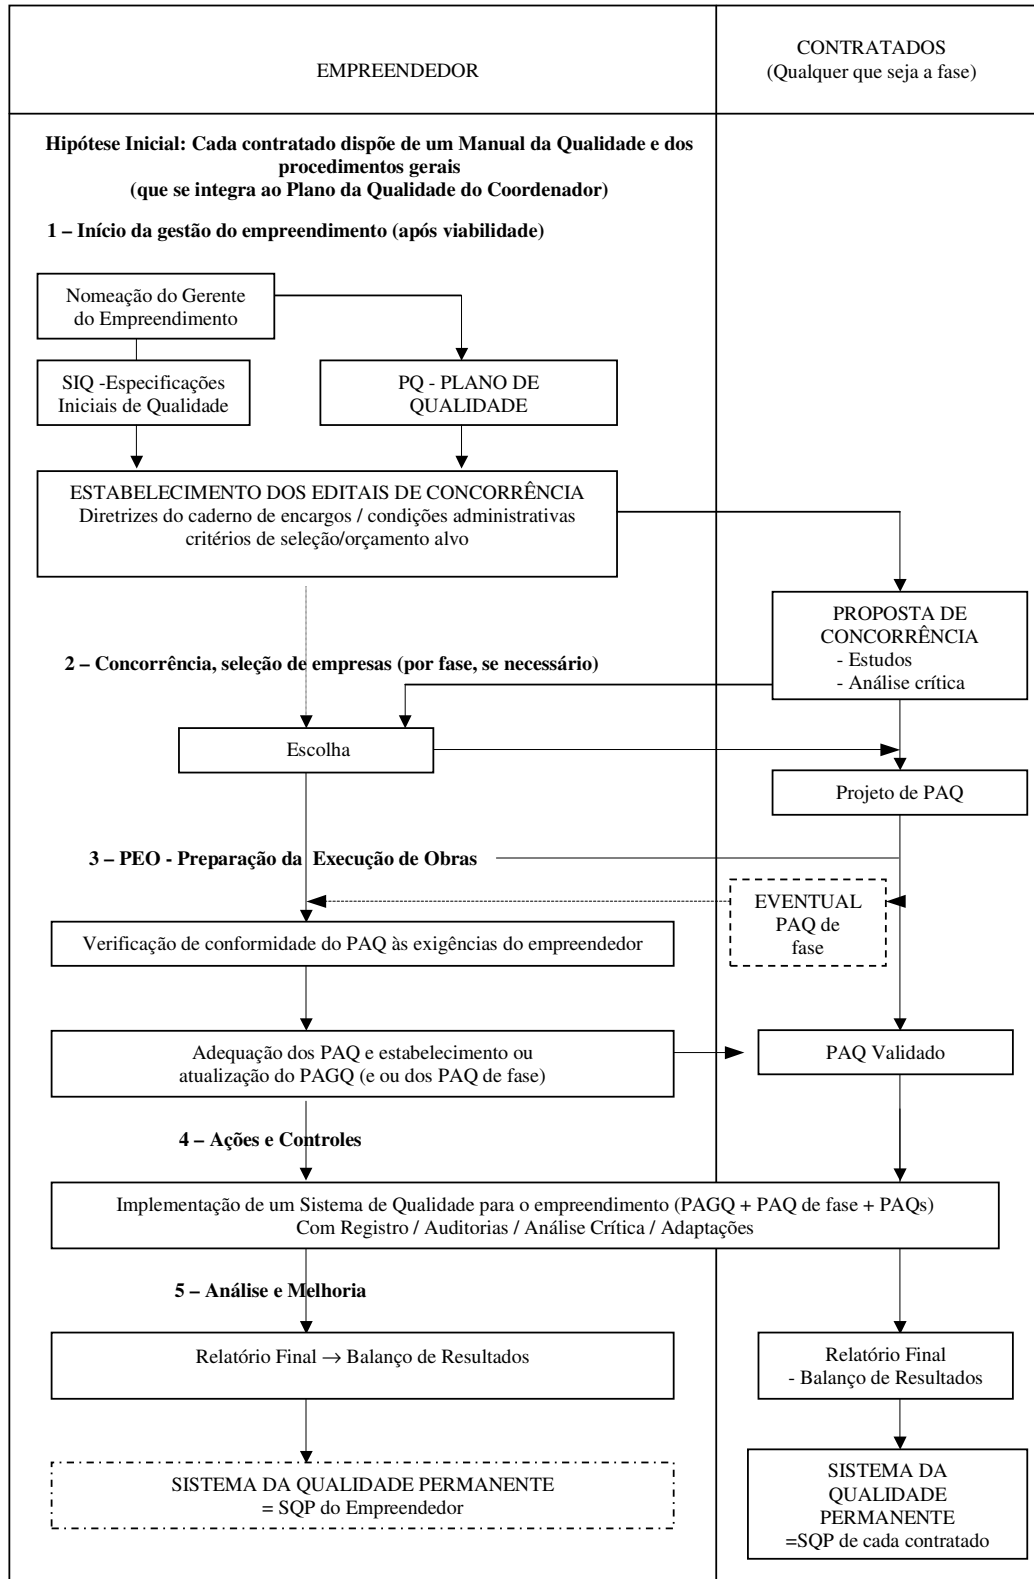 EMPREENDEDOR
CONTRATADOS
(Qualquer que seja a fase)
Hipótese Inicial: Cada contratado dispõe de um Manual da Qualidade e dos
procedimentos gerais
(que se integra ao Plano da Qualidade do Coordenador)
1 – Início da gestão do empreendimento (após viabilidade)
Nomeação do Gerente
do Empreendimento
SIQ -Especificações
Iniciais de Qualidade
PQ - PLANO DE
QUALIDADE
ESTABELECIMENTO DOS EDITAIS DE CONCORRÊNCIA
Diretrizes do caderno de encargos / condições administrativas
critérios de seleção/orçamento alvo
PROPOSTA DE
CONCORRÊNCIA
- Estudos
- Análise crítica
2 – Concorrência, seleção de empresas (por fase, se necessário)
Escolha
Projeto de PAQ
3 – PEO - Preparação da Execução de Obras
EVENTUAL
PAQ de
fase
Verificação de conformidade do PAQ às exigências do empreendedor
Adequação dos PAQ e estabelecimento ou
atualização do PAGQ (e ou dos PAQ de fase)
PAQ Validado
4 – Ações e Controles
Implementação de um Sistema de Qualidade para o empreendimento (PAGQ + PAQ de fase + PAQs)
Com Registro / Auditorias / Análise Crítica / Adaptações
5 – Análise e Melhoria
Relatório Final → Balanço de Resultados
Relatório Final
- Balanço de Resultados
SISTEMA DA QUALIDADE PERMANENTE
= SQP do Empreendedor
SISTEMA DA
QUALIDADE
PERMANENTE
=SQP de cada contratado